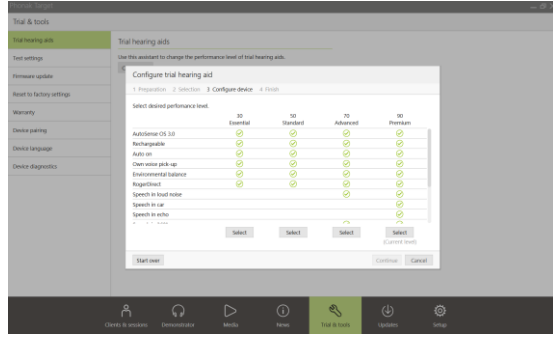 Phonak Target
Trial & tools
Trial hearing aids
Test settings
Firmware update
Reset to factory settings
Warranty
Device pairing
Device language
Device diagnostics
Trial hearing aids
Use this assistant to change the performance level of trial hearing aids.
Configure trial hearing aid
1 Preparation 2 Selection 3 Configure device 4 Finish
Select desired perfomance level.
30 50 70 90
Essential Standard Advanced Premium
AutoSense OS 3.0
Rechargeable
Auto on
Own voice pick-up
Environmental balance
RogerDirect
Speech in loud noise
Speech in car
Speech in echo
Select Select Select Select
(Current level)
Start over Continue Cancel
Clients & sessions Demonstrator Media News Trial & tools Updates Setup